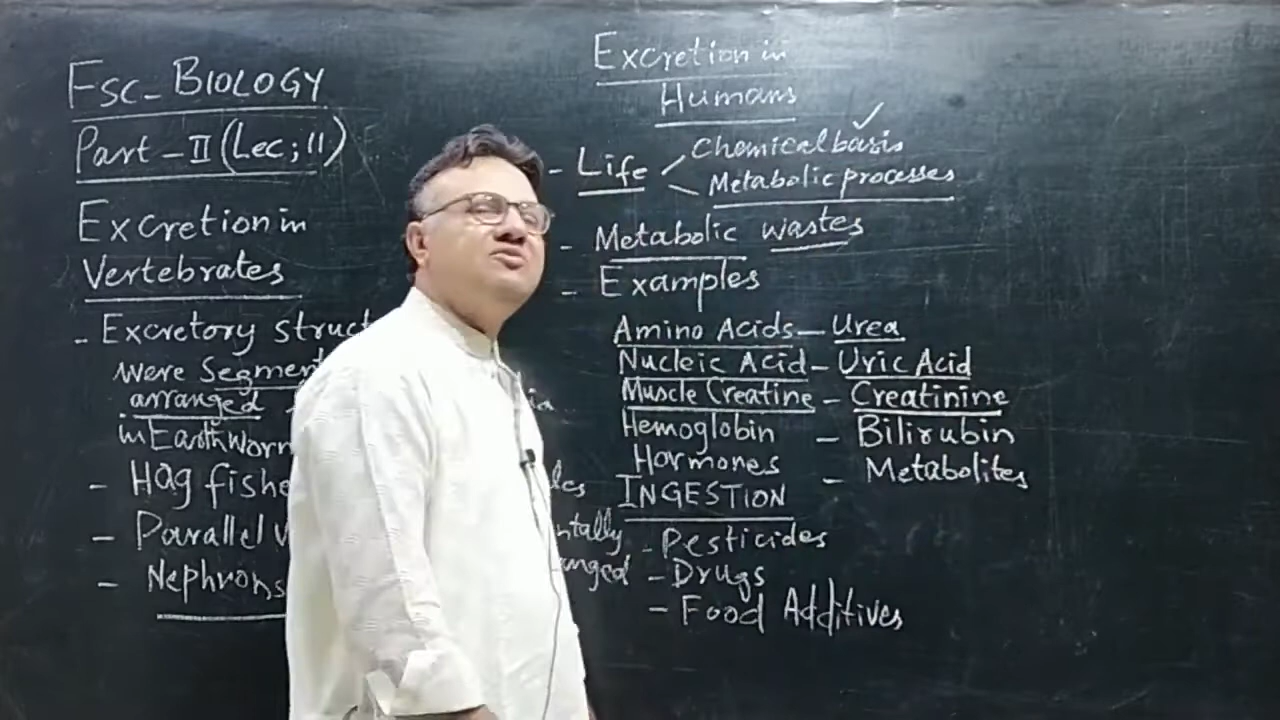 FSC - BIOLOGY
Part - II (Lec; 11)
Excretion in
Vertebrates
- Excretory struct
were Segment
arranged -
in Earthworm
- Hag fishe
- Parallel
- Nephrons
Excretion in
Humans
- Life
Chemical basis ✓
Metabolic processes
- Metabolic wastes
- Examples
Amino Acids - Urea
Nucleic Acid - Uric Acid
Muscle Creatine - Creatinine
Hemoglobin - Bilirubin
Hormones - Metabolites
INGESTION
- Pesticides
- Drugs
- Food Additives